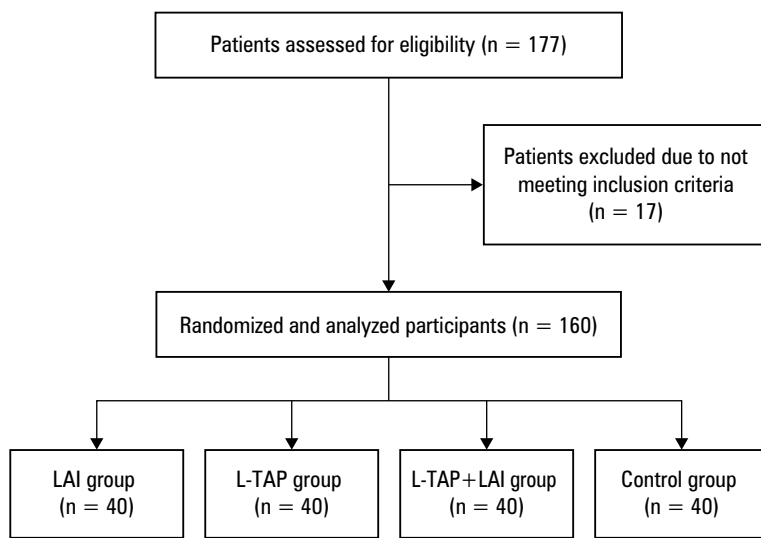 Patients assessed for eligibility (n = 177)
Patients excluded due to not
meeting inclusion criteria
(n = 17)
Randomized and analyzed participants (n = 160)
LAI group
(n = 40)
L-TAP group
(n = 40)
L-TAP+LAI group
(n = 40)
Control group
(n = 40)